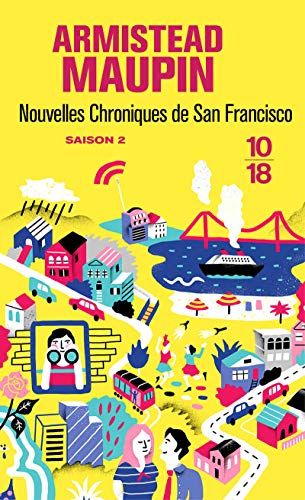 ARMISTEAD
MAUPIN
Nouvelles Chroniques de San Francisco
SAISON 2
10
18